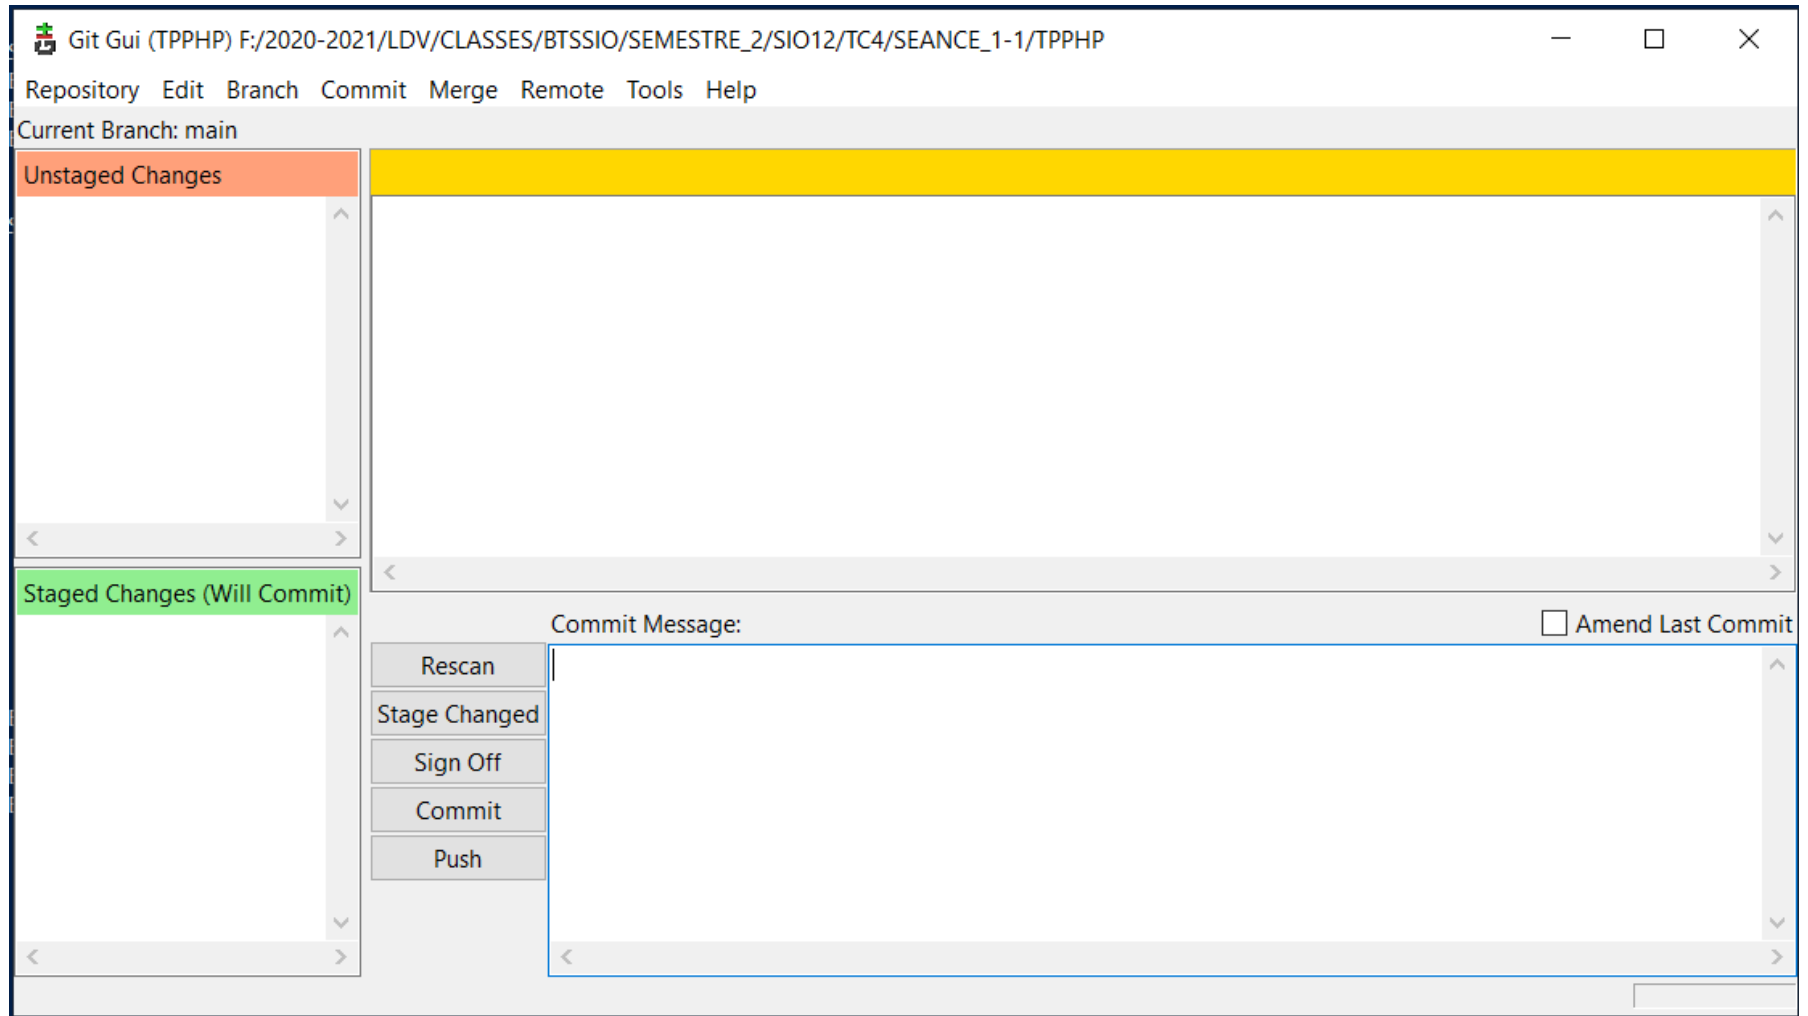 Git Gui (TPPHP) F:/2020-2021/LDV/CLASSES/BTSSIO/SEMESTRE_2/SIO12/TC4/SEANCE_1-1/TPPHP
Repository Edit Branch Commit Merge Remote Tools Help
Current Branch: main
Unstaged Changes
Staged Changes (Will Commit)
Commit Message:
Amend Last Commit
Rescan
Stage Changed
Sign Off
Commit
Push